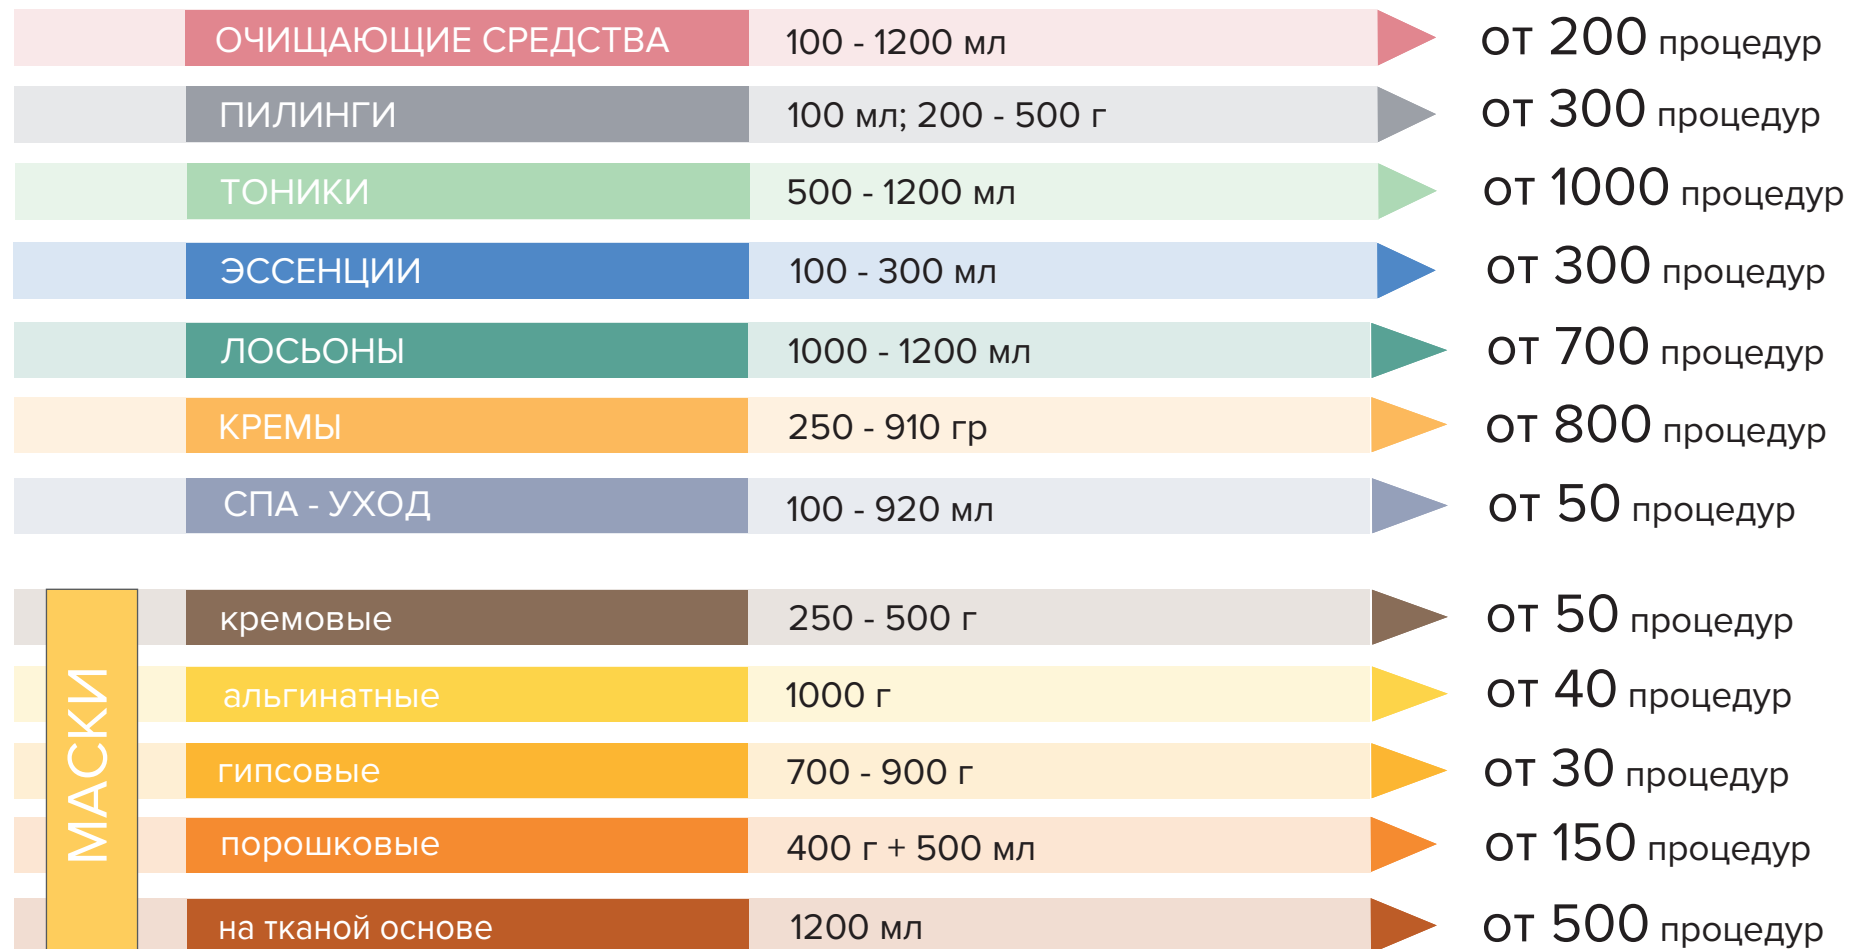 ОЧИЩАЮЩИЕ СРЕДСТВА 100 - 1200 мл от 200 процедур
ПИЛИНГИ 100 мл; 200 - 500 г от 300 процедур
ТОНИКИ 500 - 1200 мл от 1000 процедур
ЭССЕНЦИИ 100 - 300 мл от 300 процедур
ЛОСЬОНЫ 1000 - 1200 мл от 700 процедур
КРЕМЫ 250 - 910 гр от 800 процедур
СПА - УХОД 100 - 920 мл от 50 процедур
МАСКИ
кремовые 250 - 500 г от 50 процедур
альгинатные 1000 г от 40 процедур
гипсовые 700 - 900 г от 30 процедур
порошковые 400 г + 500 мл от 150 процедур
на тканой основе 1200 мл от 500 процедур